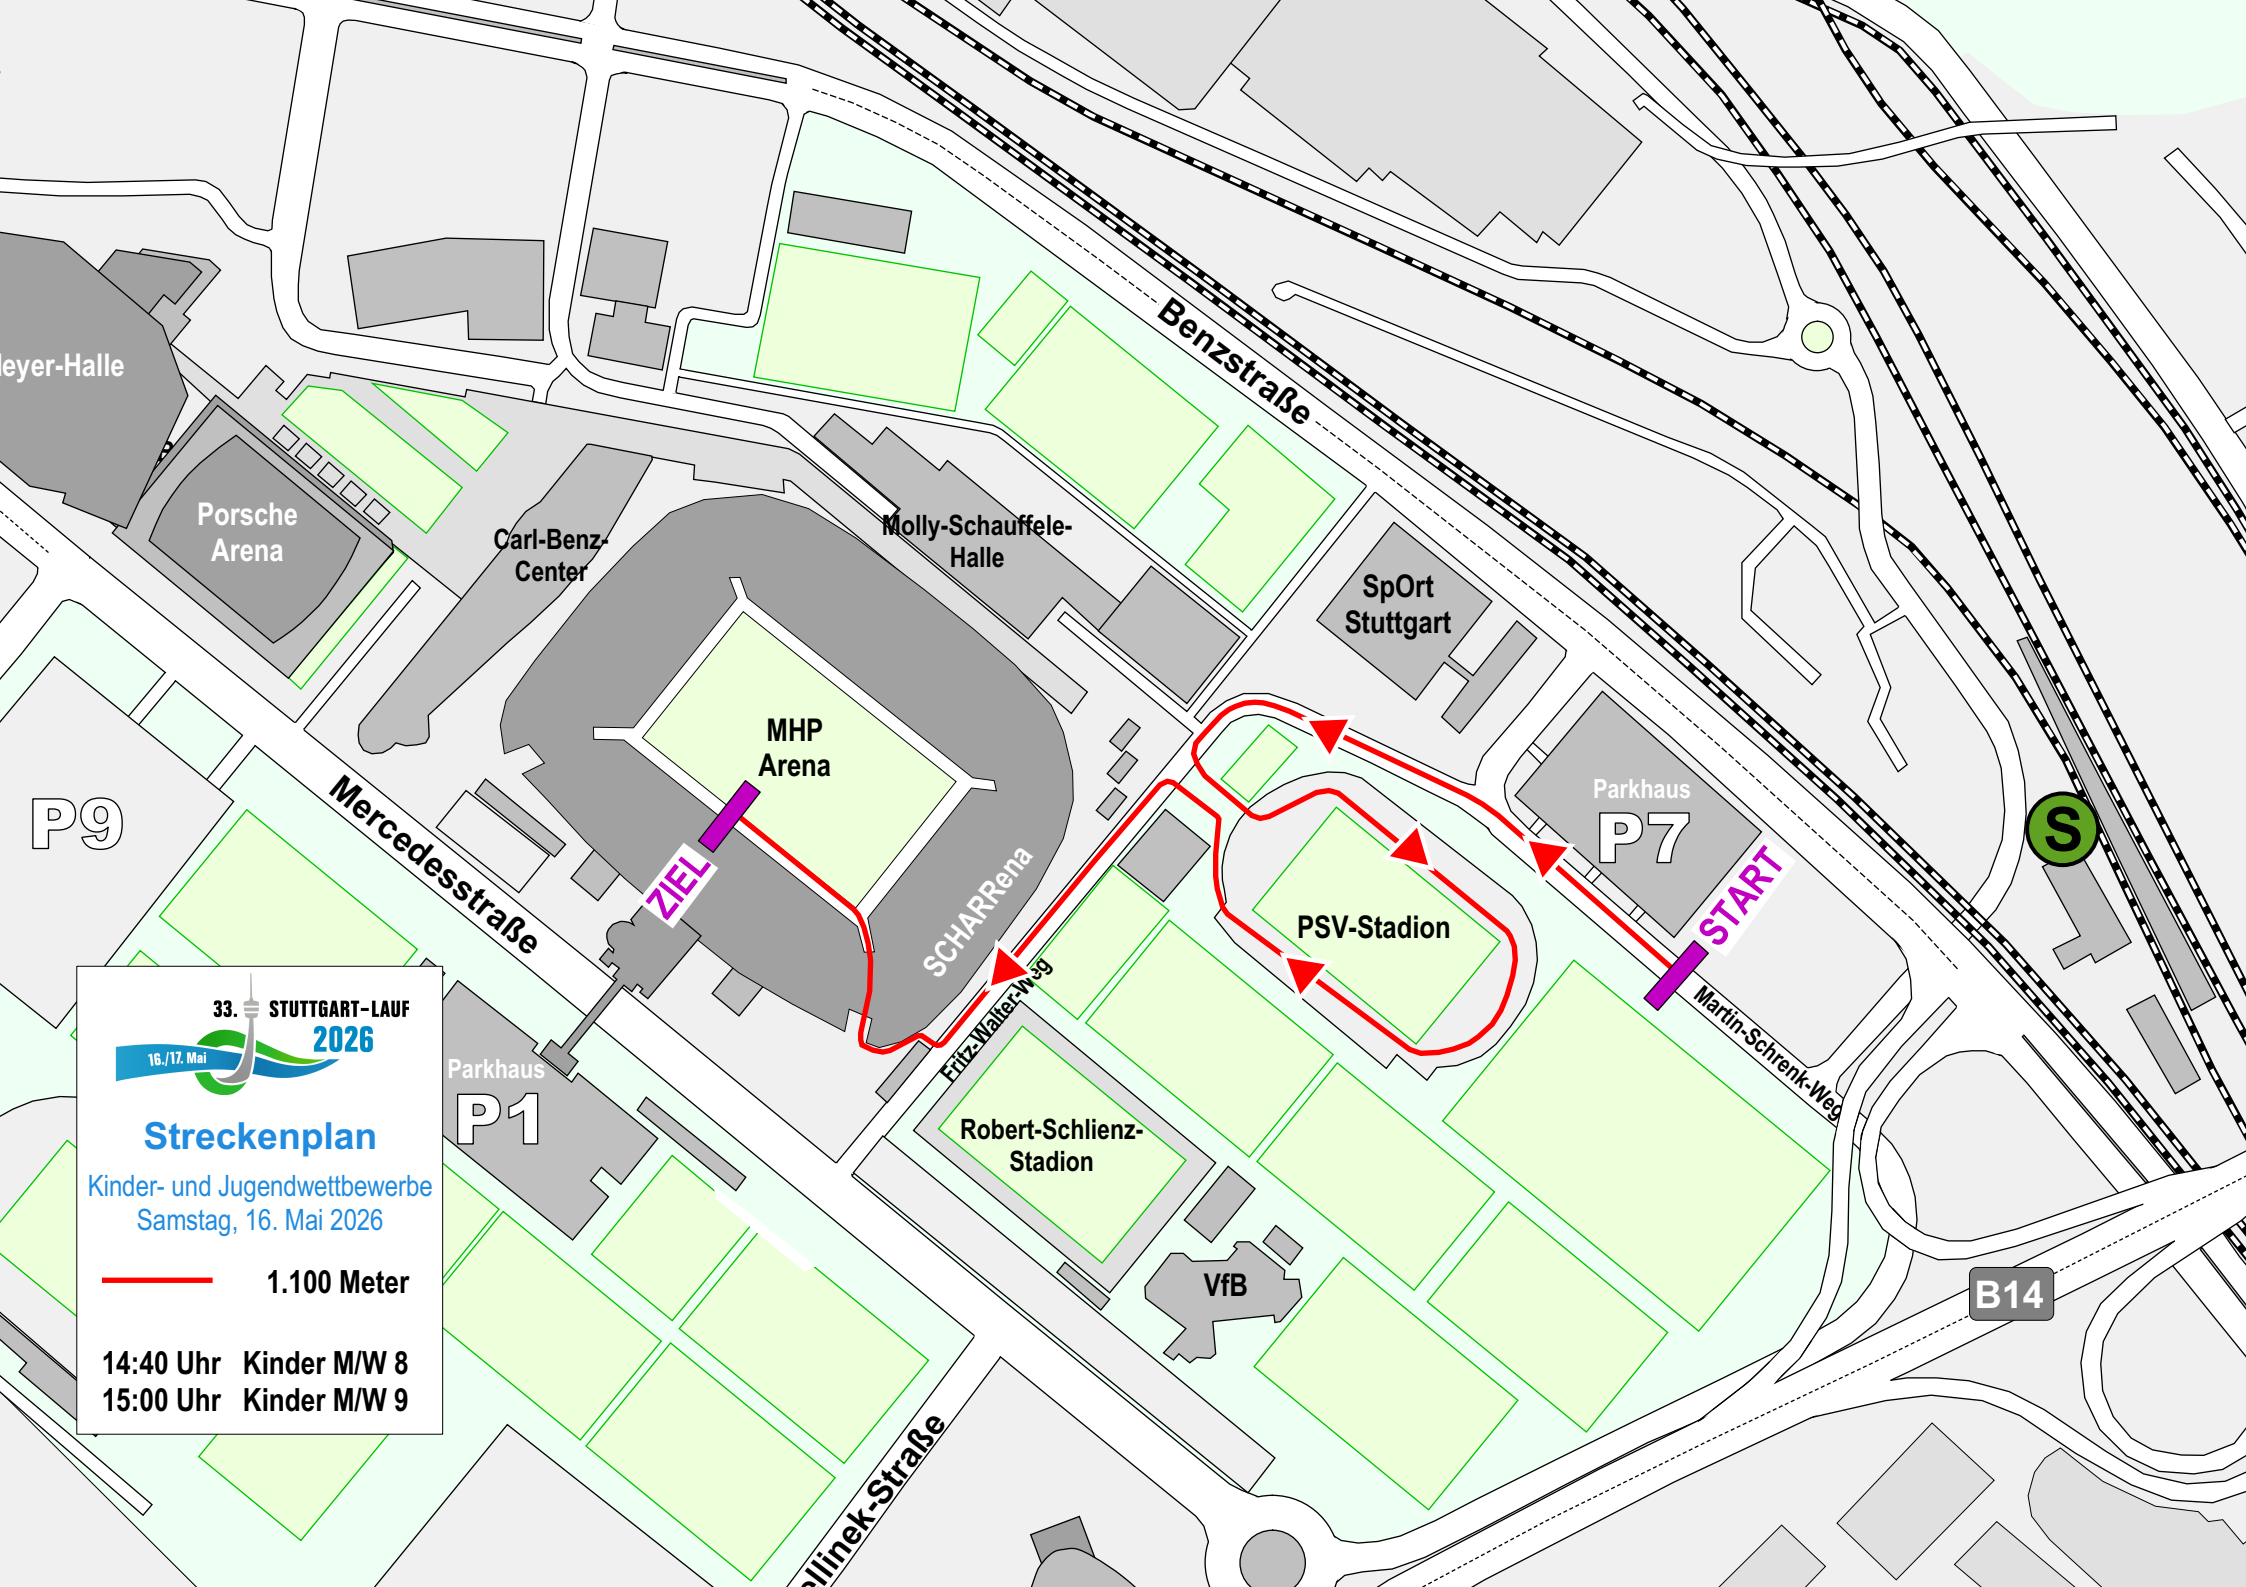 Benzstraße
eyer-Halle
Porsche
Arena
Carl-Benz-
Center
Molly-Schauffele-
Halle
SpOrt
Stuttgart
MHP
Arena
P9
Mercedesstraße
ZIEL
SCHARRena
Parkhaus
P7
START
S
PSV-Stadion
Fritz-Walter-Weg
Martin-Schrenk-Weg
Robert-Schlienz-
Stadion
VfB
B14
Parkhaus
P1
ellinek-Straße
33. STUTTGART-LAUF
2026
16./17. Mai
Streckenplan
Kinder- und Jugendwettbewerbe
Samstag, 16. Mai 2026
1.100 Meter
14:40 Uhr Kinder M/W 8
15:00 Uhr Kinder M/W 9